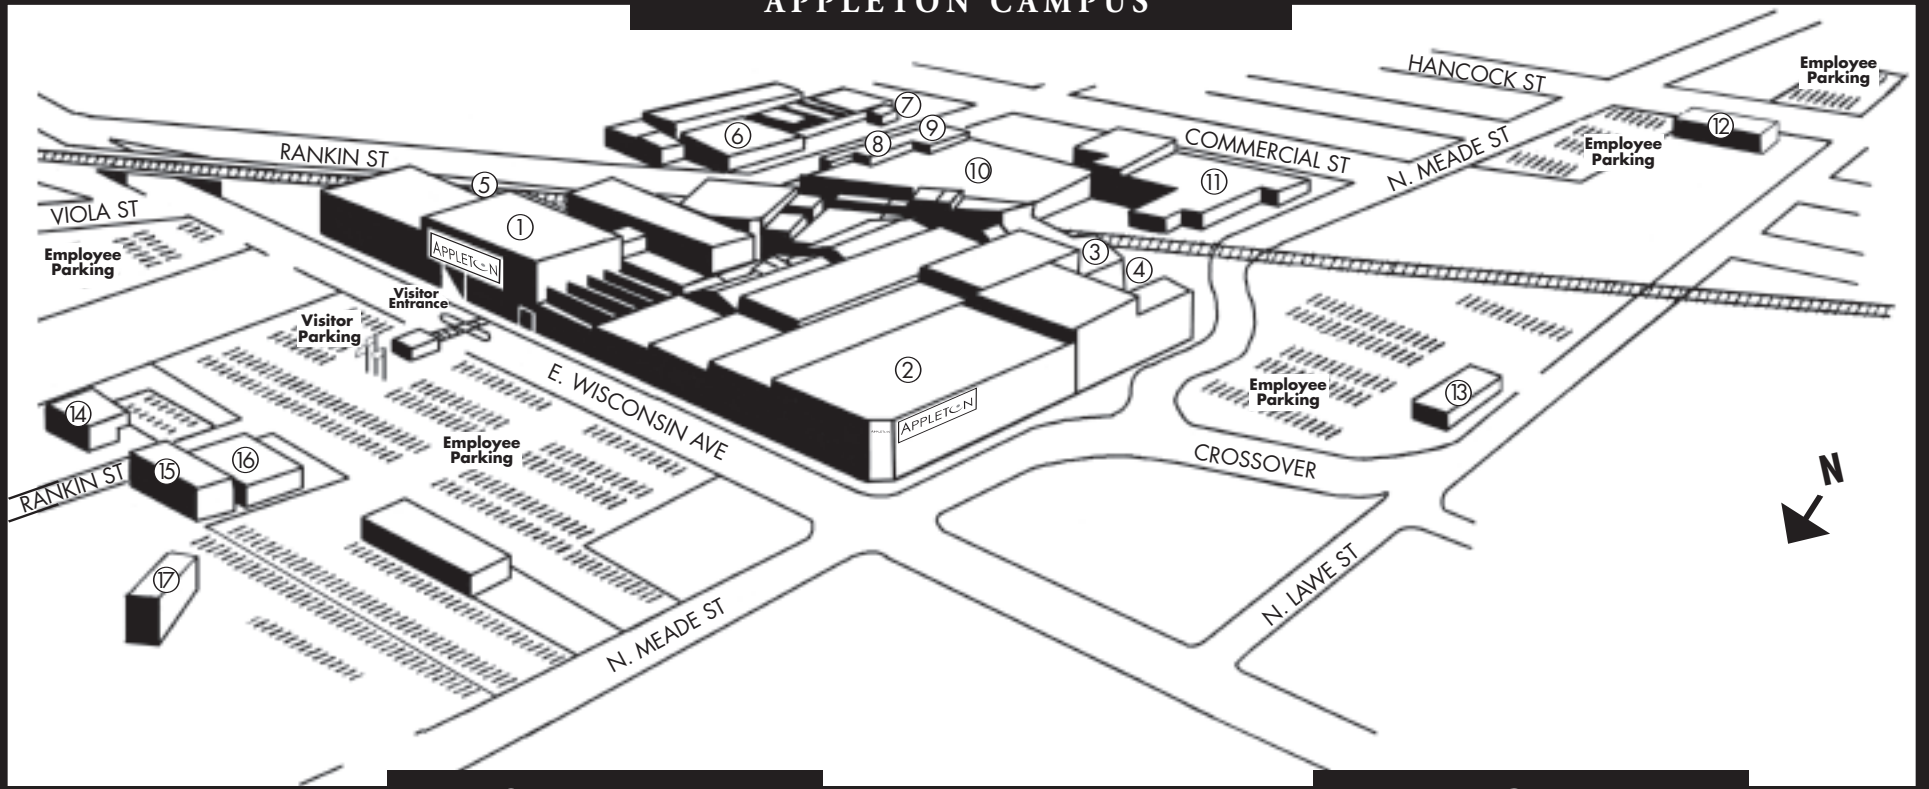 APPLETON CAMPUS
HANCOCK ST
Employee
Parking
7
6
8
9
12
COMMERCIAL ST
N. MEADE ST
Employee
Parking
RANKIN ST
5
10
11
VIOLA ST
1
APPLETON
Employee
Parking
3
4
Visitor
Entrance
Visitor
Parking
2
APPLETON
E. WISCONSIN AVE
Employee
Parking
13
14
Employee
Parking
CROSSOVER
15
16
RANKIN ST
N
17
N. LAWE ST
N. MEADE ST